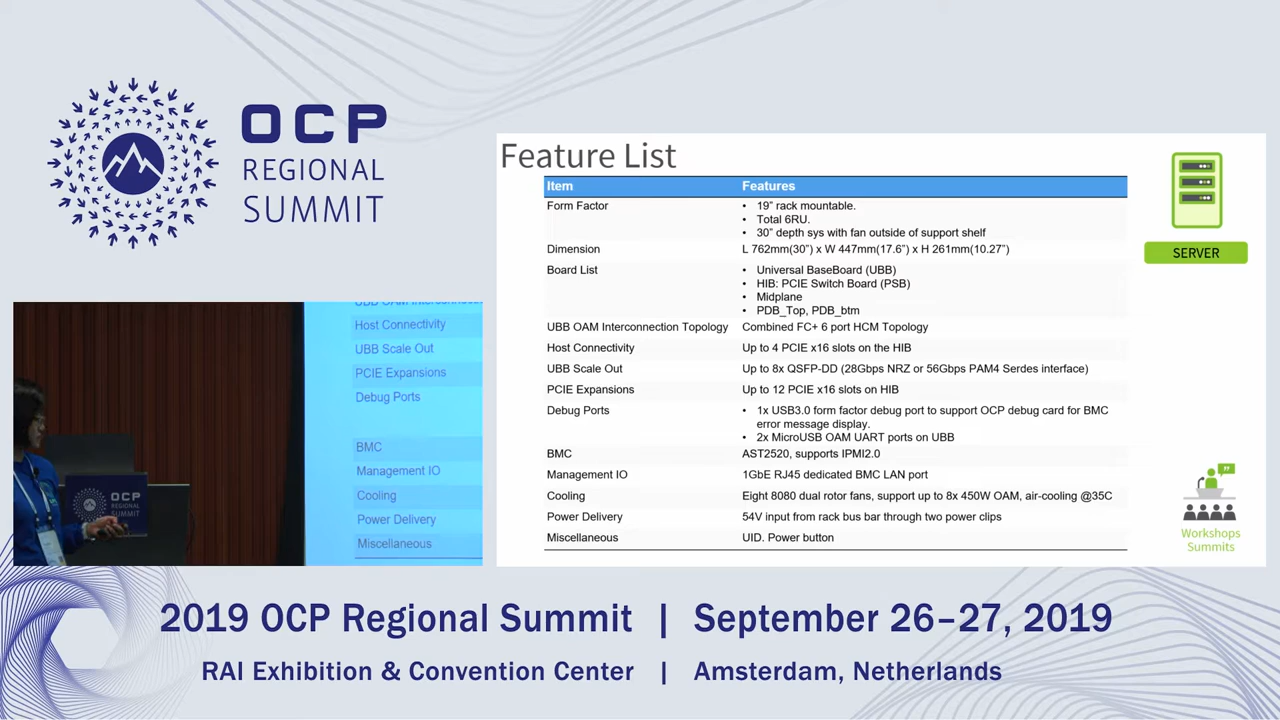 OCP
REGIONAL
SUMMIT
Feature List
Item Features
Form Factor • 19” rack mountable.
• Total 6RU.
• 30” depth sys with fan outside of support shelf
Dimension L 762mm(30”) x W 447mm(17.6”) x H 261mm(10.27”)
Board List • Universal BaseBoard (UBB)
• HIB: PCIE Switch Board (PSB)
• Midplane
• PDB_Top, PDB_btm
UBB OAM Interconnection Topology Combined FC+ 6 port HCM Topology
Host Connectivity Up to 4 PCIE x16 slots on the HIB
UBB Scale Out Up to 8x QSFP-DD (28Gbps NRZ or 56Gbps PAM4 Serdes interface)
PCIE Expansions Up to 12 PCIE x16 slots on HIB
Debug Ports • 1x USB3.0 form factor debug port to support OCP debug card for BMC
error message display.
• 2x MicroUSB OAM UART ports on UBB
BMC AST2520, supports IPMI2.0
Management IO 1GbE RJ45 dedicated BMC LAN port
Cooling Eight 8080 dual rotor fans, support up to 8x 450W OAM, air-cooling @35C
Power Delivery 54V input from rack bus bar through two power clips
Miscellaneous UID. Power button
SERVER
Workshops
Summits
Host Connectivity
UBB Scale Out
PCIE Expansions
Debug Ports
BMC
Management IO
Cooling
Power Delivery
Miscellaneous
OCP
REGIONAL
SUMMIT
2019 OCP Regional Summit | September 26–27, 2019
RAI Exhibition & Convention Center | Amsterdam, Netherlands